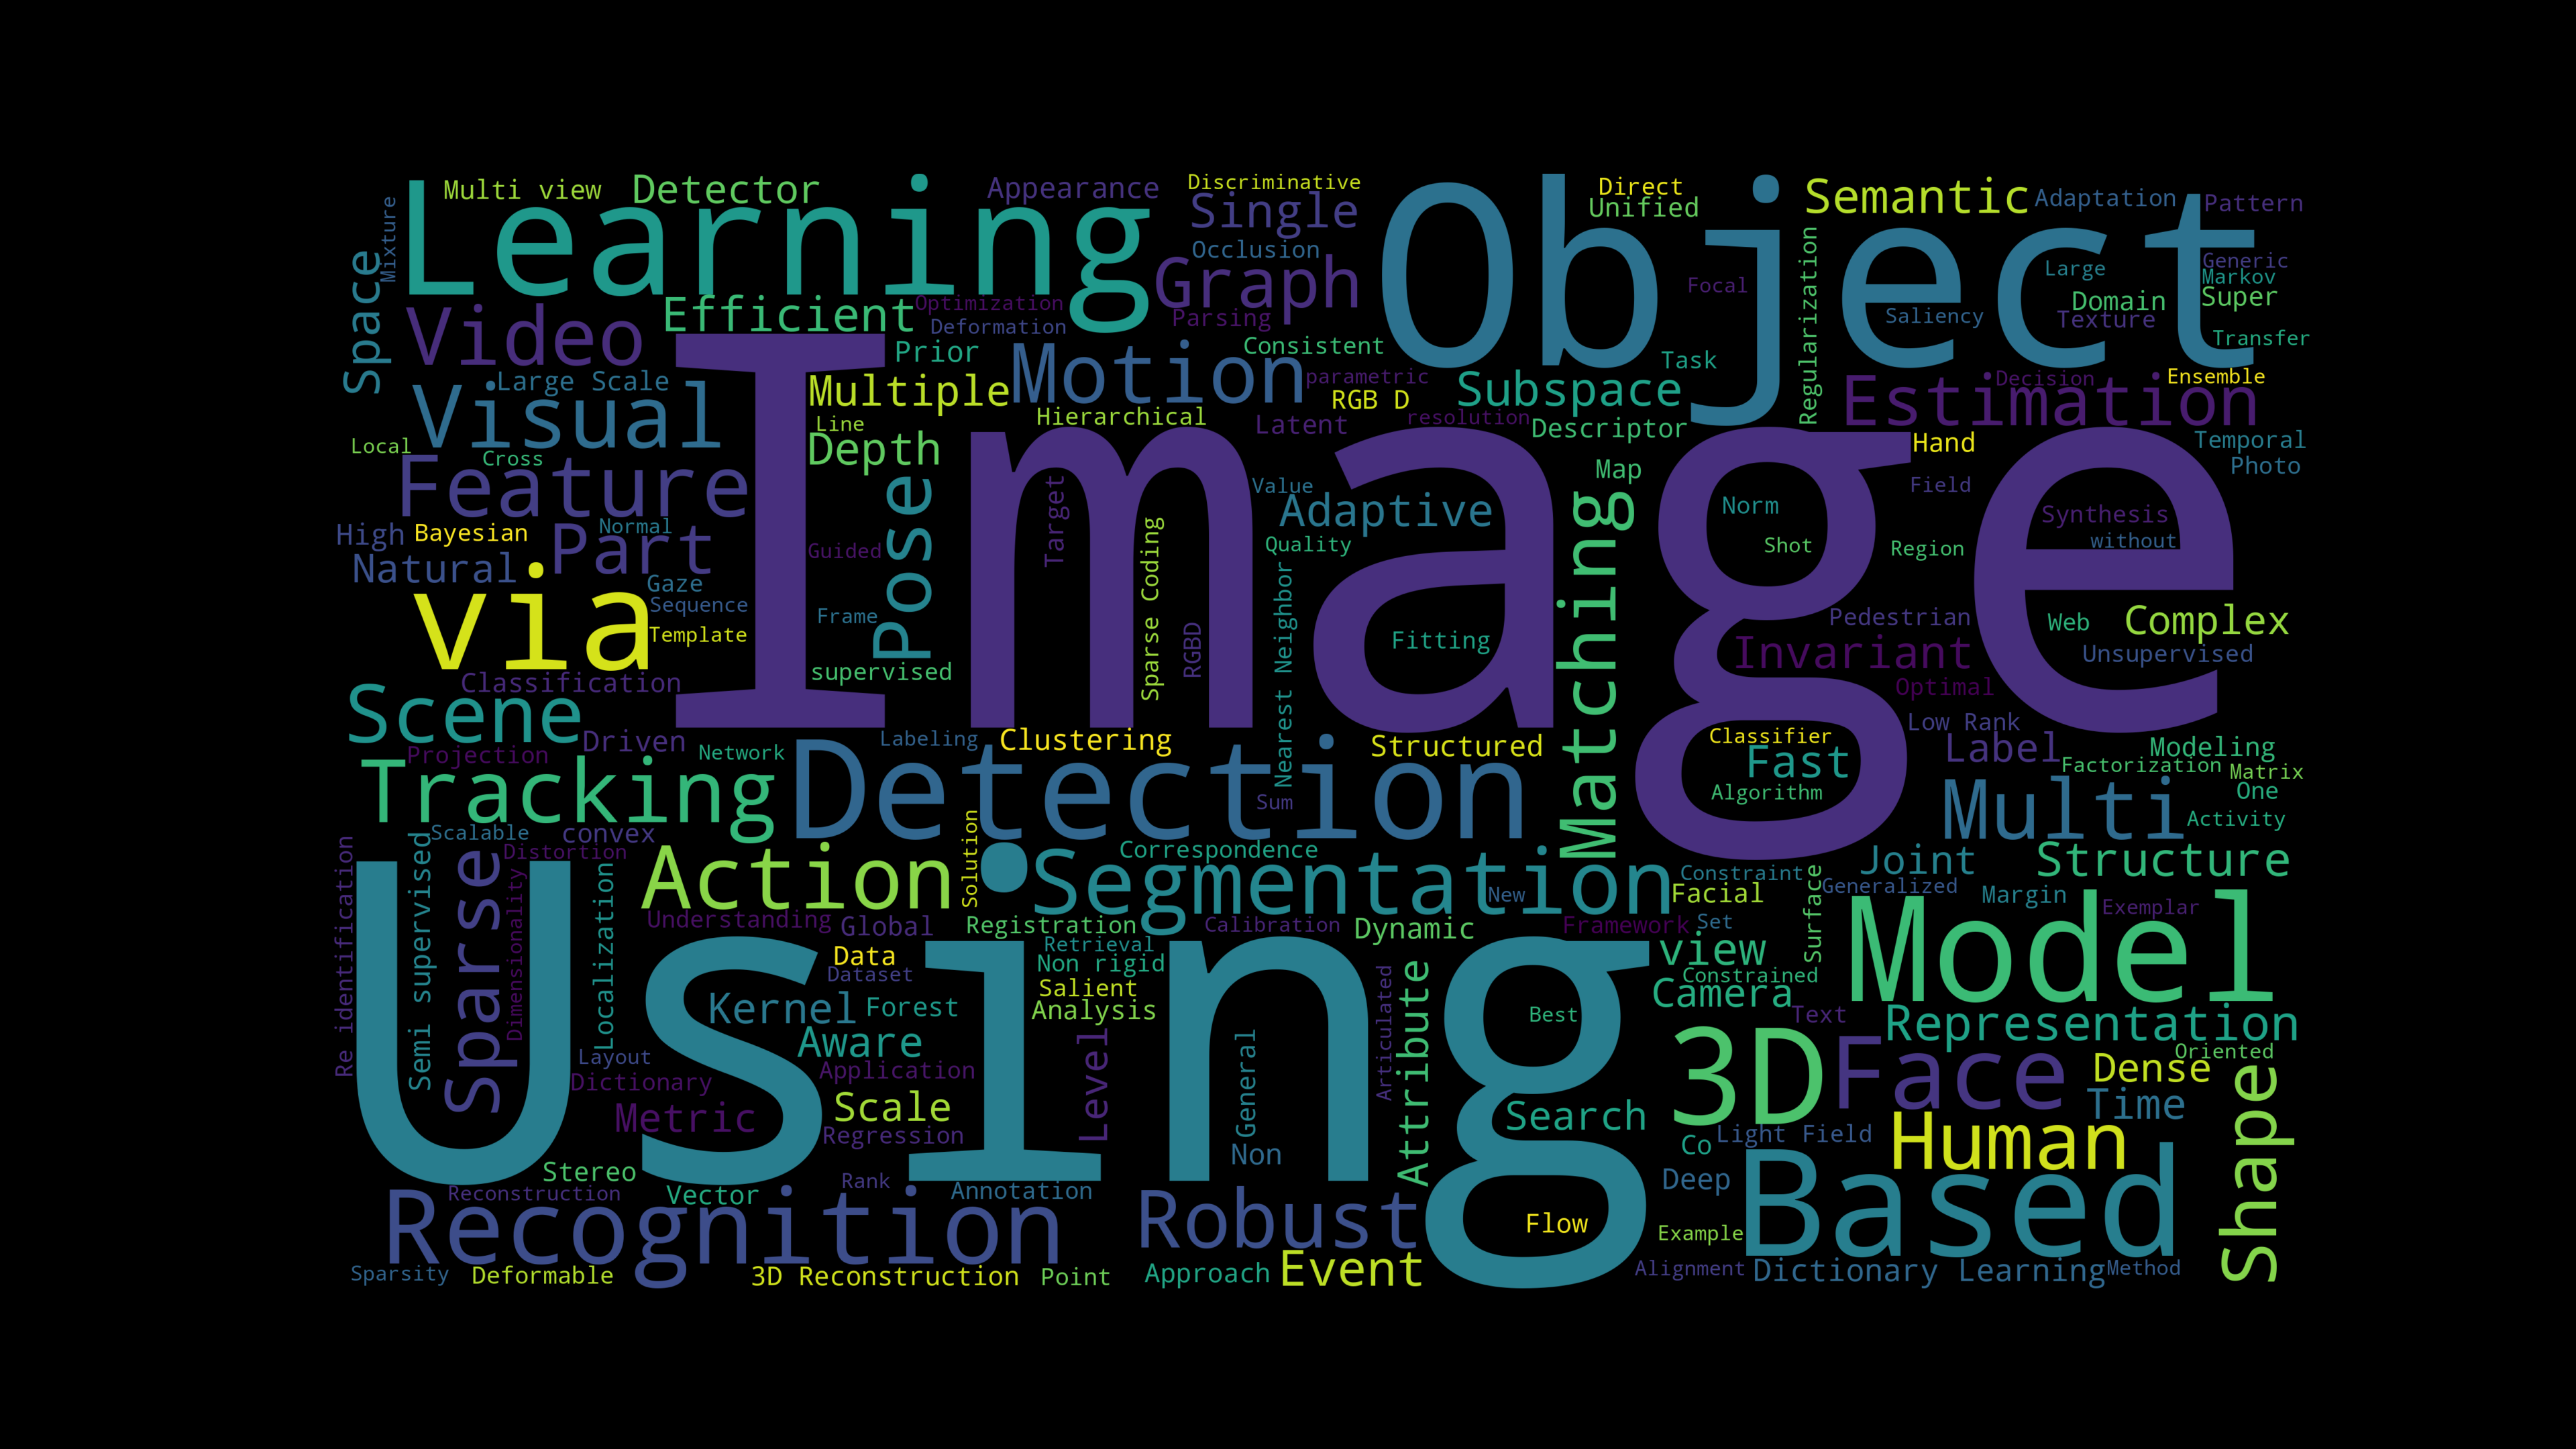 Multi view
Detector
Appearance
Discriminative
Direct
Semantic
Adaptation
Pattern
Mixture
Learning
Single
Unified
Object
Space
Occlusion
Regularization
Generic
Graph
Focal
Large
Markov
Video
Efficient
Optimization
Parsing
Saliency
Domain
Super
Deformation
Texture
Transfer
Prior
Motion
Consistent
Task
Large Scale
Multiple
parametric
Subspace
Decision
Ensemble
Visual
RGB D
Estimation
Line
Hierarchical
Latent
resolution
Descriptor
Local
Depth
Hand
Temporal
Cross
Map
Photo
Feature
Image
Pose
Target
Value
Adaptive
Matching
Norm
Field
Synthesis
High
Bayesian
Normal
Part
Guided
Sparse Coding
Quality
Shot
Region
without
Natural
Gaze
Nearest Neighbor
via
Sequence
Frame
Pedestrian
Web
Complex
Template
RGBD
Fitting
Invariant
Unsupervised
supervised
Classification
Optimal
Scene
Low Rank
Driven
Labeling
Clustering
Structured
Classifier
Label
Modeling
Projection
Network
Fast
Factorization
Matrix
Tracking
Detection
Algorithm
One
Sum
Multi
Activity
Scalable
convex
Solution
Semi supervised
Distortion
Correspondence
Joint
Structure
Re identification
Sparse
Action
Segmentation
Constraint
Generalized
Dimensionality
Localization
New
Facial
Margin
Exemplar
Understanding
Global
Registration
Calibration
Dynamic
Framework
Set
Surface
Model
Retrieval
Using
Data
Non rigid
view
Dataset
Salient
Constrained
Kernel
Forest
Analysis
Camera
Attribute
Articulated
Best
Text
Representation
Aware
Level
General
3D
Face
Oriented
Layout
Application
Dense
Dictionary
Metric
Scale
Search
Time
Regression
Co
Light Field
Human
Shape
Non
Stereo
Rank
Annotation
Deep
Based
Reconstruction
Vector
Recognition
Robust
Flow
Example
Sparsity
Deformable
3D Reconstruction
Point
Approach
Event
Alignment
Dictionary Learning
Method